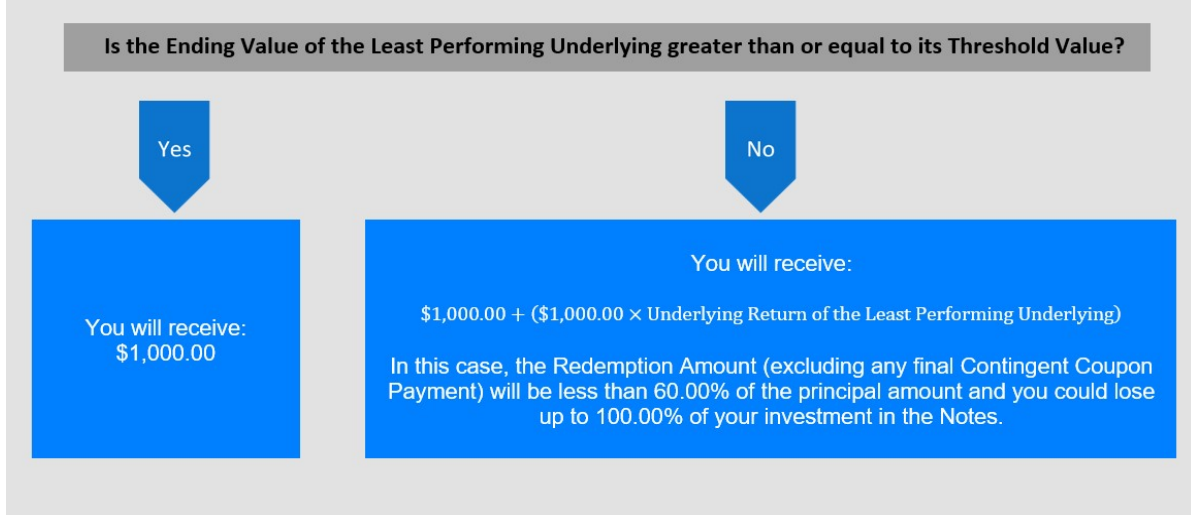 Is the Ending Value of the Least Performing Underlying greater than or equal to its Threshold Value?
Yes
No
You will receive:
$1,000.00
You will receive:
$1,000.00 + ($1,000.00 × Underlying Return of the Least Performing Underlying)
In this case, the Redemption Amount (excluding any final Contingent Coupon
Payment) will be less than 60.00% of the principal amount and you could lose
up to 100.00% of your investment in the Notes.